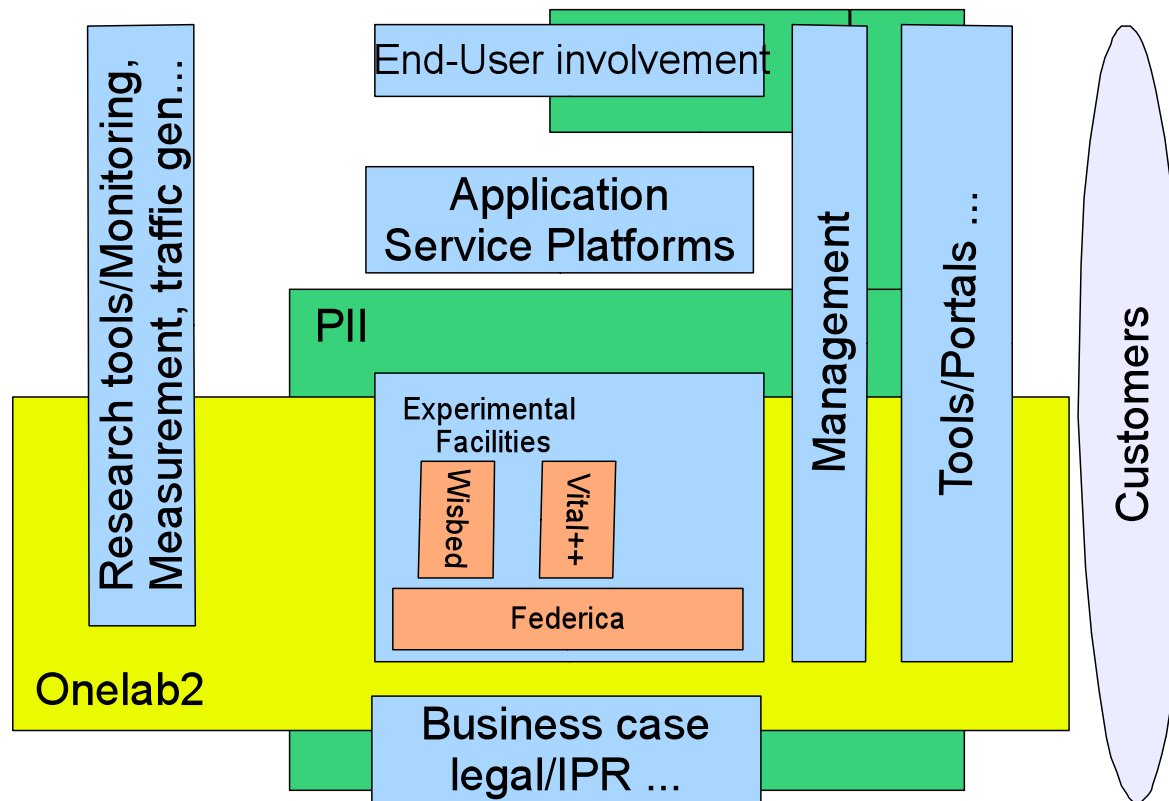 Research tools/Monitoring,
Measurement, traffic gen...
End-User involvement
Application
Service Platforms
PII
Experimental
Facilities
Wisbed
Vital++
Federica
Onelab2
Business case
legal/IPR ...
Management
Tools/Portals ...
Customers